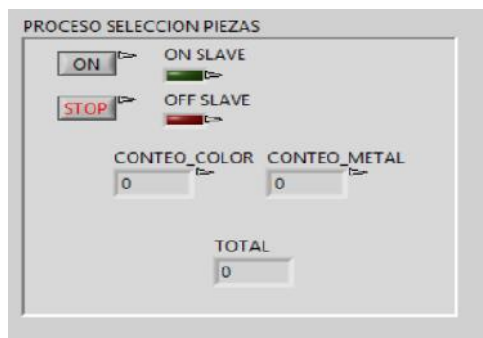 PROCESO SELECCION PIEZAS
ON ON SLAVE
STOP OFF SLAVE
CONTEO_COLOR CONTEO_METAL
0 0
TOTAL
0